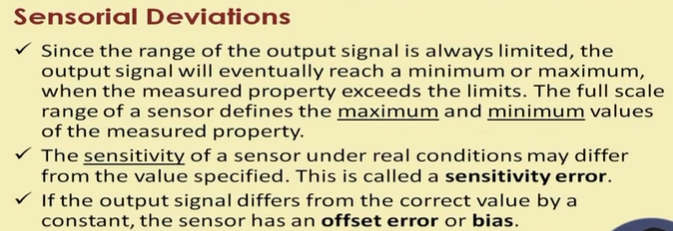 Sensorial Deviations
✓ Since the range of the output signal is always limited, the
output signal will eventually reach a minimum or maximum,
when the measured property exceeds the limits. The full scale
range of a sensor defines the maximum and minimum values
of the measured property.
✓ The sensitivity of a sensor under real conditions may differ
from the value specified. This is called a sensitivity error.
✓ If the output signal differs from the correct value by a
constant, the sensor has an offset error or bias.